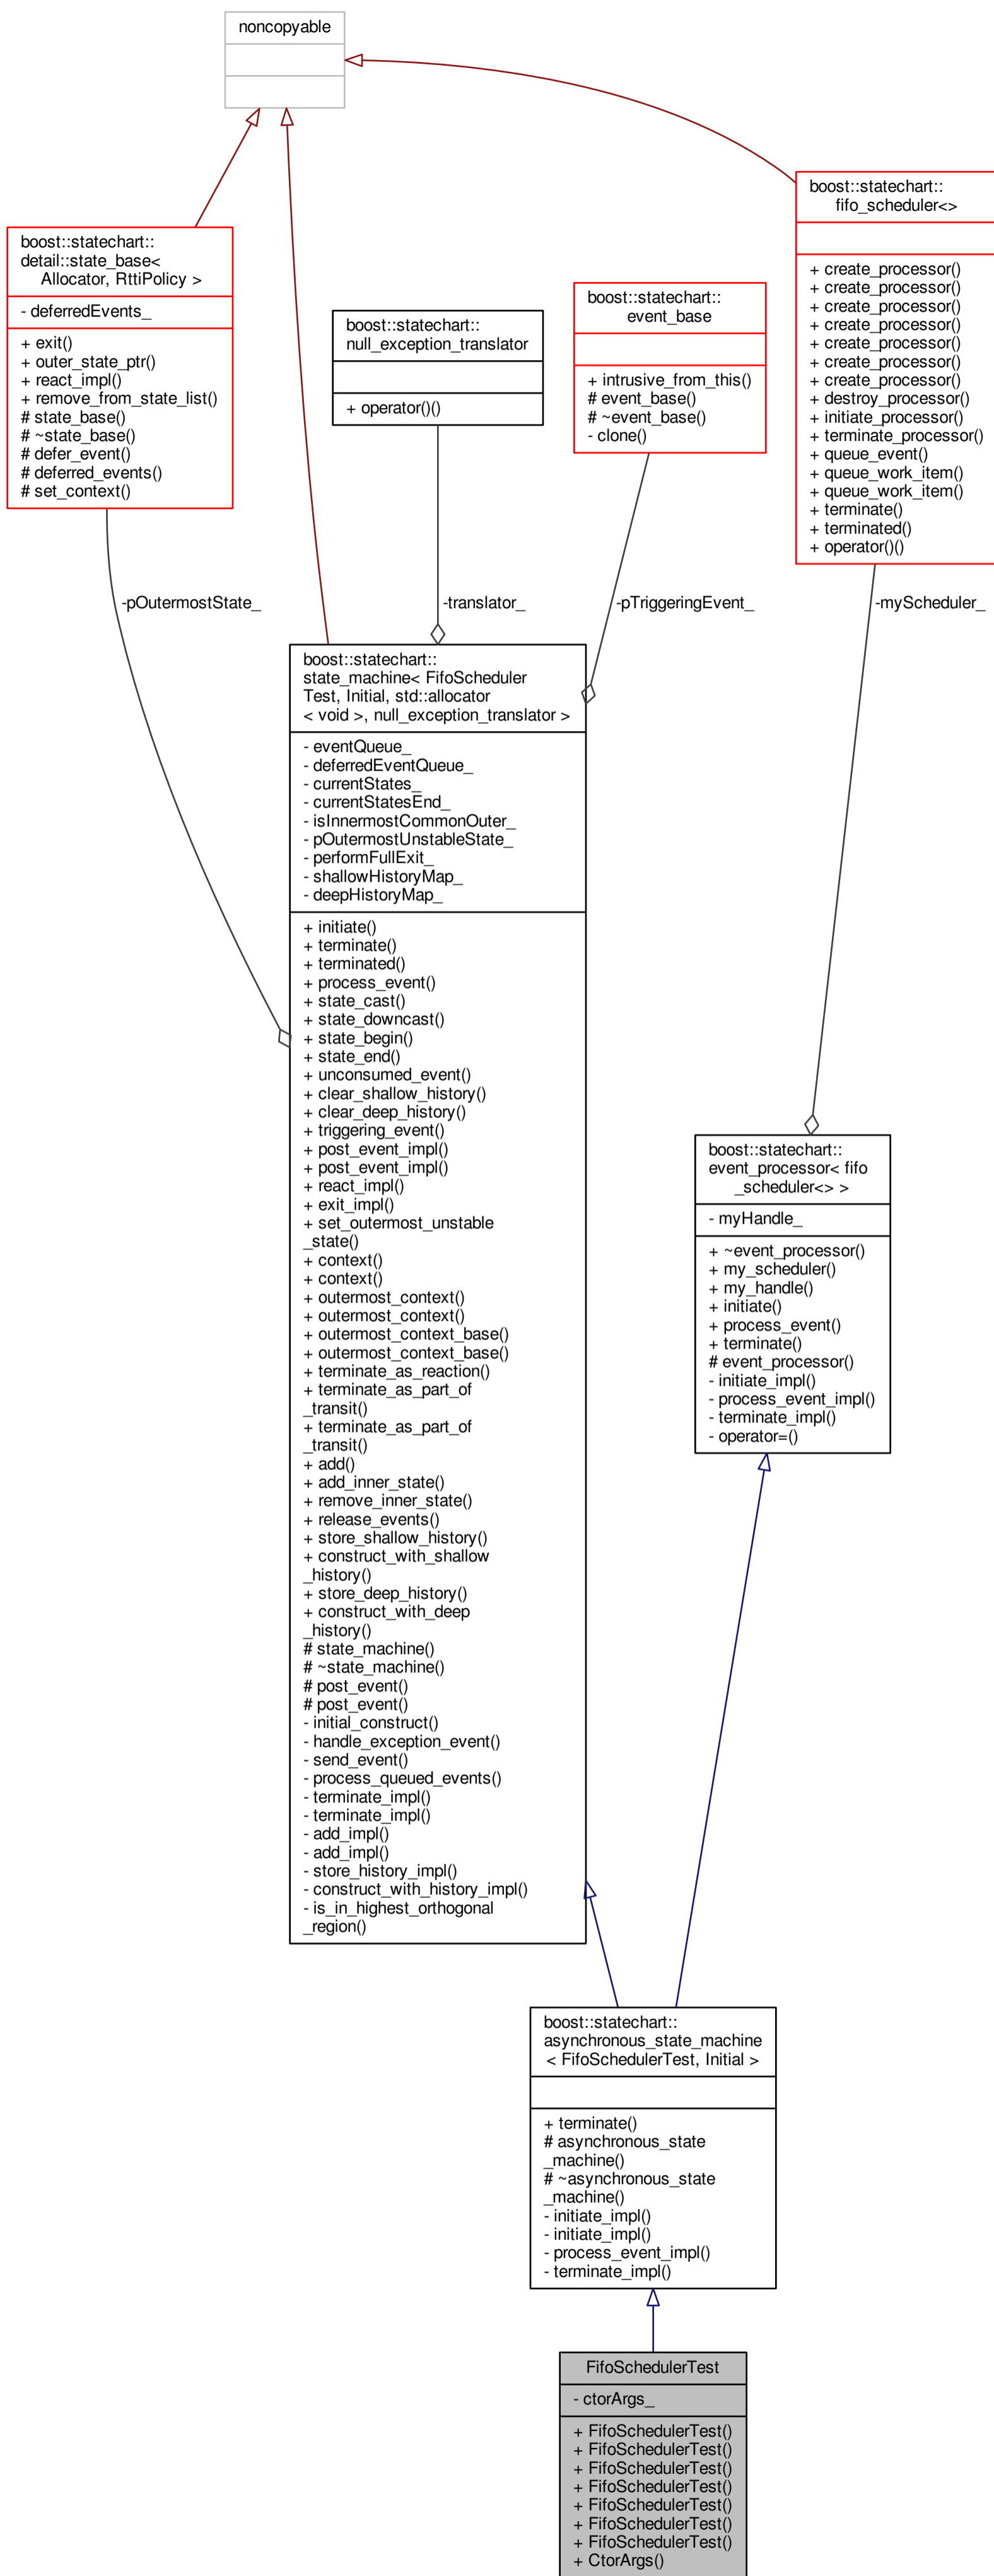 noncopyable
boost::statechart::
fifo_scheduler<>
+ create_processor()
+ create_processor()
+ create_processor()
+ create_processor()
+ create_processor()
+ create_processor()
+ create_processor()
+ destroy_processor()
+ initiate_processor()
+ terminate_processor()
+ queue_event()
+ queue_work_item()
+ queue_work_item()
+ terminate()
+ terminated()
+ operator()()
boost::statechart::
detail::state_base<
Allocator, RttiPolicy >
- deferredEvents_
+ exit()
+ outer_state_ptr()
+ react_impl()
+ remove_from_state_list()
# state_base()
# ~state_base()
# defer_event()
# deferred_events()
# set_context()
boost::statechart::
null_exception_translator
+ operator()()
boost::statechart::
event_base
+ intrusive_from_this()
# event_base()
# ~event_base()
- clone()
-pOutermostState_
-translator_
-pTriggeringEvent_
-myScheduler_
boost::statechart::
state_machine< FifoScheduler
Test, Initial, std::allocator
< void >, null_exception_translator >
- eventQueue_
- deferredEventQueue_
- currentStates_
- currentStatesEnd_
- isInnermostCommonOuter_
- pOutermostUnstableState_
- performFullExit_
- shallowHistoryMap_
- deepHistoryMap_
+ initiate()
+ terminate()
+ terminated()
+ process_event()
+ state_cast()
+ state_downcast()
+ state_begin()
+ state_end()
+ unconsumed_event()
+ clear_shallow_history()
+ clear_deep_history()
+ triggering_event()
+ post_event_impl()
+ post_event_impl()
+ react_impl()
+ exit_impl()
+ set_outermost_unstable
_state()
+ context()
+ context()
+ outermost_context()
+ outermost_context()
+ outermost_context_base()
+ outermost_context_base()
+ terminate_as_reaction()
+ terminate_as_part_of
_transit()
+ terminate_as_part_of
_transit()
+ add()
+ add_inner_state()
+ remove_inner_state()
+ release_events()
+ store_shallow_history()
+ construct_with_shallow
_history()
+ store_deep_history()
+ construct_with_deep
_history()
# state_machine()
# ~state_machine()
# post_event()
# post_event()
- initial_construct()
- handle_exception_event()
- send_event()
- process_queued_events()
- terminate_impl()
- terminate_impl()
- add_impl()
- add_impl()
- store_history_impl()
- construct_with_history_impl()
- is_in_highest_orthogonal
_region()
boost::statechart::
event_processor< fifo
_scheduler<> >
- myHandle_
+ ~event_processor()
+ my_scheduler()
+ my_handle()
+ initiate()
+ process_event()
+ terminate()
# event_processor()
- initiate_impl()
- process_event_impl()
- terminate_impl()
- operator=()
boost::statechart::
asynchronous_state_machine
< FifoSchedulerTest, Initial >
+ terminate()
# asynchronous_state
_machine()
# ~asynchronous_state
_machine()
- initiate_impl()
- initiate_impl()
- process_event_impl()
- terminate_impl()
FifoSchedulerTest
- ctorArgs_
+ FifoSchedulerTest()
+ FifoSchedulerTest()
+ FifoSchedulerTest()
+ FifoSchedulerTest()
+ FifoSchedulerTest()
+ FifoSchedulerTest()
+ FifoSchedulerTest()
+ CtorArgs()